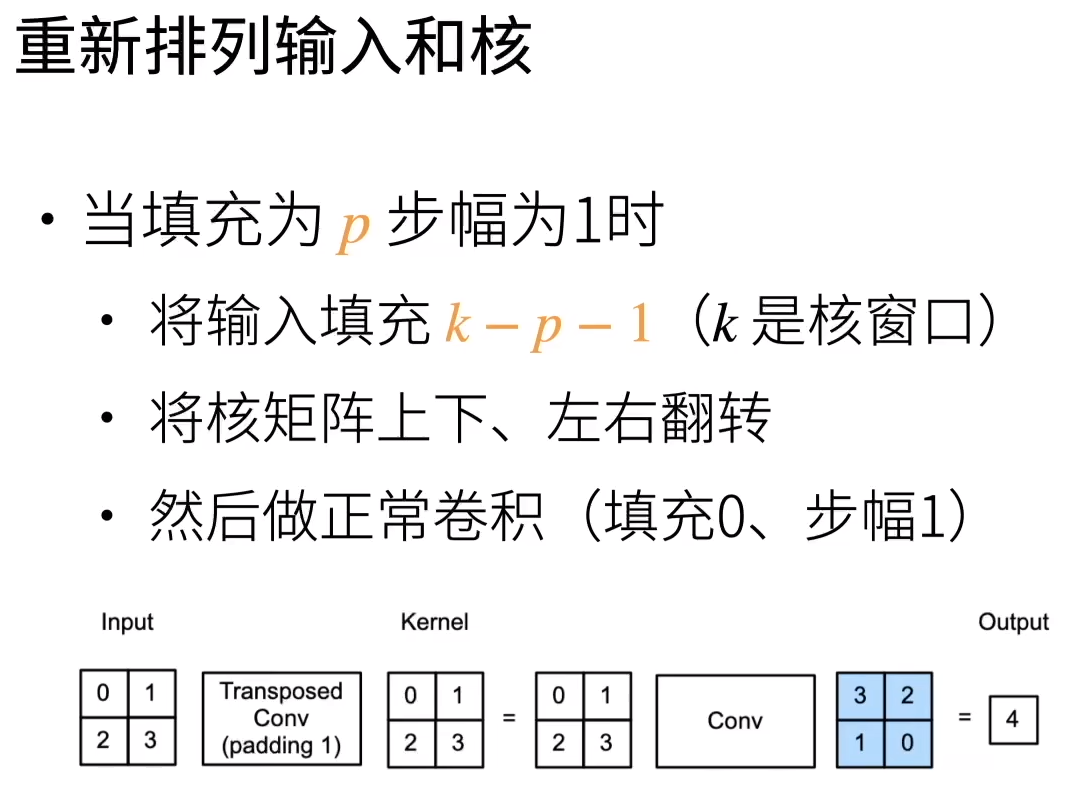 重新排列输入和核
• 当填充为 p 步幅为1时
• 将输入填充 k − p − 1（k 是核窗口）
• 将核矩阵上下、左右翻转
• 然后做正常卷积（填充0、步幅1）
Input Kernel Output
0 1 Transposed Conv (padding 1) 0 1 = 0 1 Conv 3 2 = 4
2 3 2 3 2 3 1 0